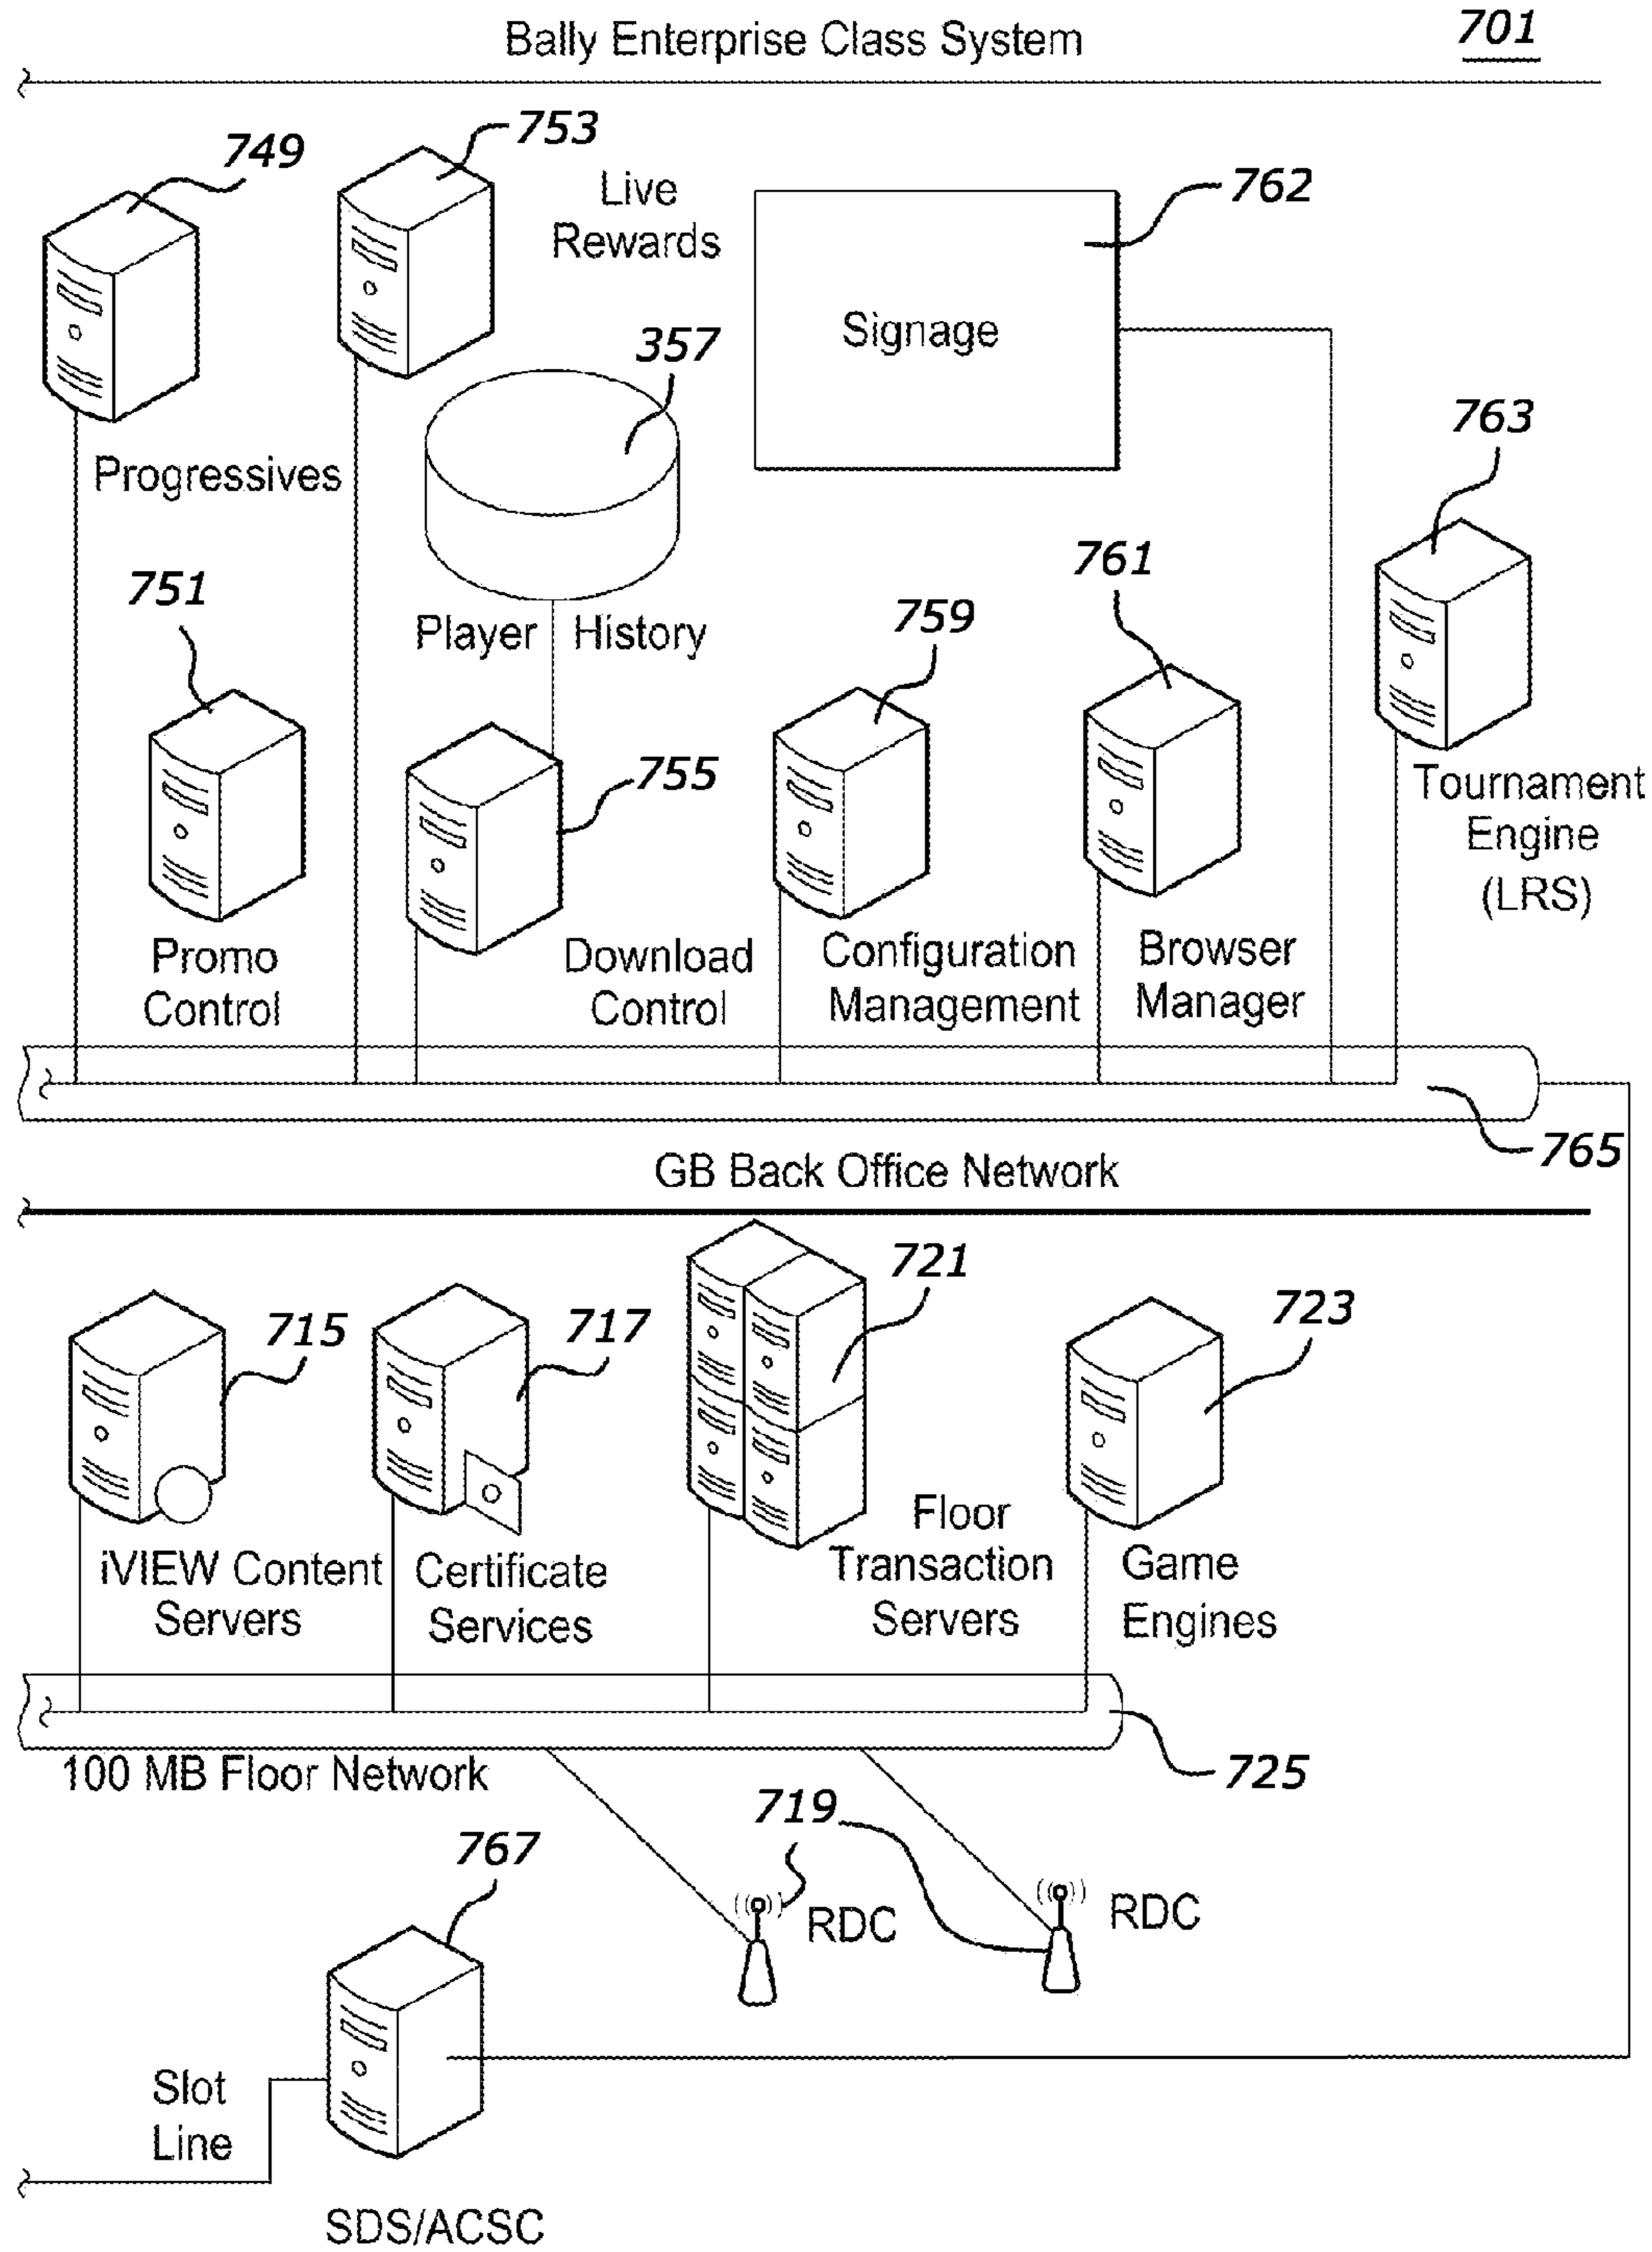 Bally Enterprise Class System
701
749
753
Live
Rewards
762
Signage
357
Progressives
763
751
Player History
759
761
755
Tournament
Engine
(LRS)
Promo
Control
Download
Control
Configuration
Management
Browser
Manager
765
GB Back Office Network
715
717
721
723
iVIEW Content
Servers
Certificate
Services
Floor
Transaction
Servers
Game
Engines
725
100 MB Floor Network
719
767
RDC
RDC
Slot
Line
SDS/ACSC